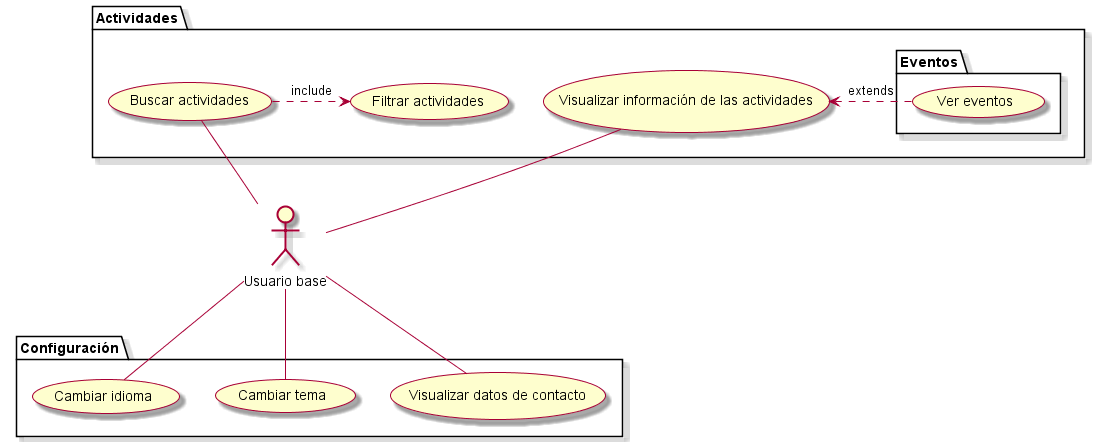 Actividades
Eventos
Buscar actividades
include
Filtrar actividades
Visualizar información de las actividades
extends
Ver eventos
Usuario base
Configuración
Cambiar idioma
Cambiar tema
Visualizar datos de contacto